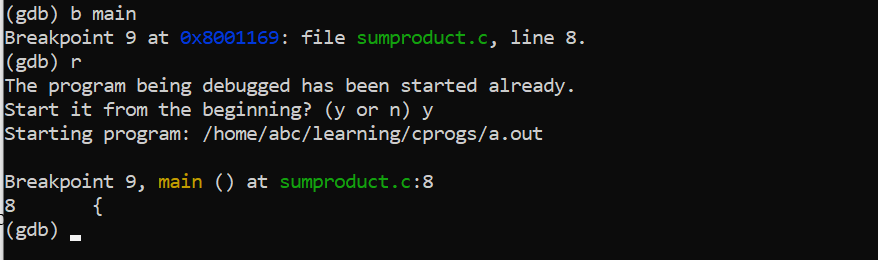 (gdb) b main
Breakpoint 9 at 0x8001169: file sumproduct.c, line 8.
(gdb) r
The program being debugged has been started already.
Start it from the beginning? (y or n) y
Starting program: /home/abc/learning/cprogs/a.out

Breakpoint 9, main () at sumproduct.c:8
8       {
(gdb)